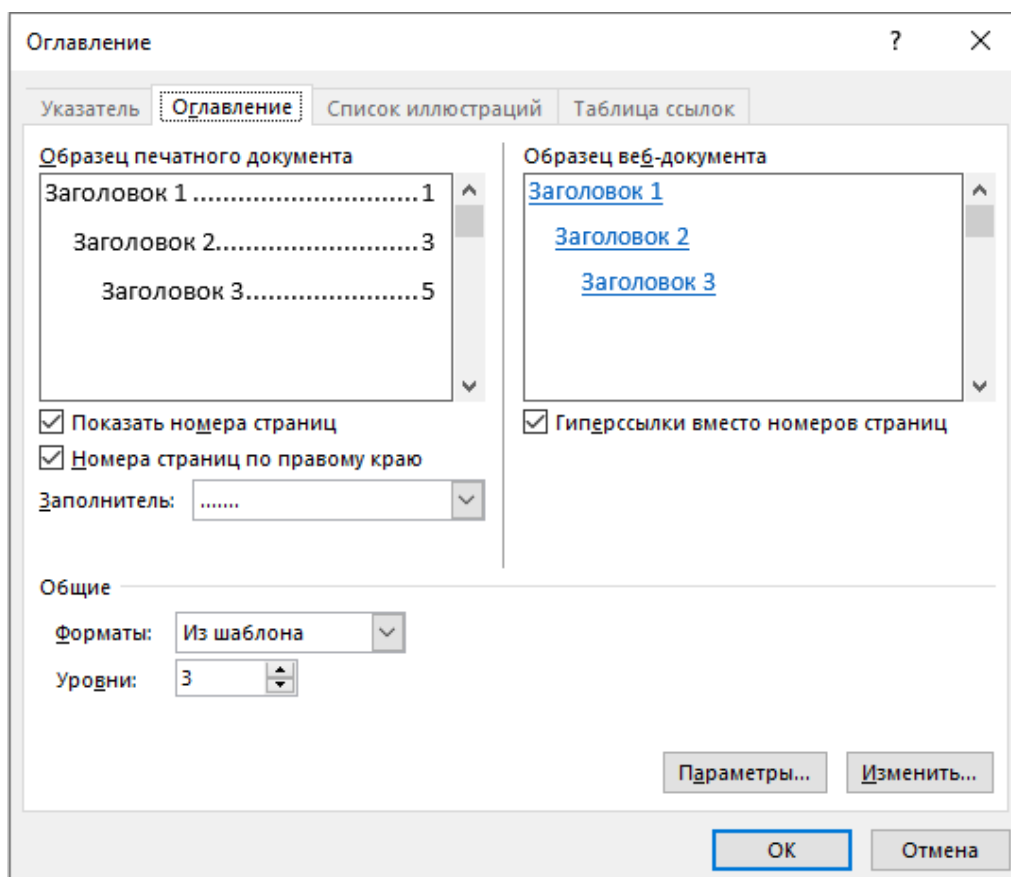 Оглавление ?
Указатель Оглавление Список иллюстраций Таблица ссылок
Образец печатного документа
Заголовок 1..............................1
Заголовок 2...........................3
Заголовок 3.......................5
Показать номера страниц
Номера страниц по правому краю
Заполнитель: .......
Образец веб-документа
Заголовок 1
Заголовок 2
Заголовок 3
Гиперссылки вместо номеров страниц
Общие
Форматы: Из шаблона
Уровни: 3
Параметры... Изменить...
ОК Отмена